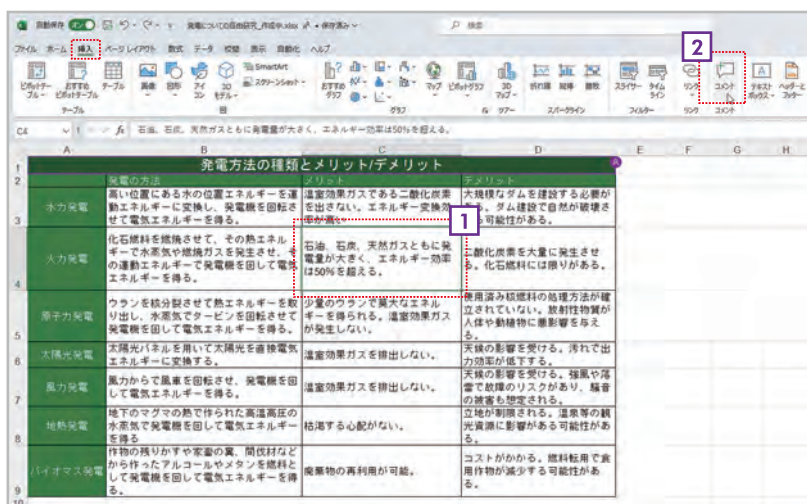 自動保存 オン 発電についての自由研究_作成中.xlsx • 保存済み 検索
ファイル ホーム 挿入 ページレイアウト 数式 データ 校閲 表示 自動化 ヘルプ
2
ピボットテーブル おすすめピボットテーブル テーブル 画像 図形 アイコン 3Dモデル SmartArt スクリーンショット おすすめグラフ マップ ピボットグラフ 3Dマップ 折れ線 縦棒 勝敗 スライサー タイムライン リンク コメント テキストボックス ヘッダーとフッター
テーブル 図 グラフ ツアー スパークライン フィルター リンク コメント
C4 fx 石油、石炭、天然ガスともに発電量が大きく、エネルギー効率は50%を超える。
A B C D E F G H
1 発電方法の種類とメリット/デメリット
2 発電の方法 メリット デメリット
3 水力発電
高い位置にある水の位置エネルギーを運
動エネルギーに変換し、発電機を回転さ
せて電気エネルギーを得る。
温室効果ガスである二酸化炭素
を出さない。エネルギー変換効
率が高い
大規模なダムを建設する必要が
ある。ダム建設で自然が破壊さ
る可能性がある。
1
4 火力発電
化石燃料を燃焼させて、その熱エネル
ギーで水蒸気や燃焼ガスを発生させ、そ
の運動エネルギーで発電機を回して電気
エネルギーを得る。
石油、石炭、天然ガスともに発
電量が大きく、エネルギー効率
は50%を超える。
二酸化炭素を大量に発生させ
る。化石燃料には限りがある。
5 原子力発電
ウランを核分裂させて熱エネルギーを取
り出し、水蒸気でタービンを回転させて
発電機を回して電気エネルギーを得る。
少量のウランで莫大なエネル
ギーを得られる。温室効果ガス
が発生しない。
使用済み核燃料の処理方法が確
立されていない。放射性物質が
人体や動植物に悪影響を与え
る。
6 太陽光発電
太陽光パネルを用いて太陽光を直接電気
エネルギーに変換する。
温室効果ガスを排出しない。
天候の影響を受ける。汚れで出
力効率が低下する。
7 風力発電
風力からで風車を回転させ、発電機を回
して電気エネルギーを得る。
温室効果ガスを排出しない。
天候の影響を受ける。強風や落
雷で故障のリスクがあり、騒音
の被害も想定される。
8 地熱発電
地下のマグマの熱で作られた高温高圧の
水蒸気で発電機を回して電気エネルギー
を得る
枯渇する心配がない。
立地が制限される。温泉等の観
光資源に影響がある可能性があ
る。
9 バイオマス発電
作物の残りかすや家畜の糞、間伐材など
から作ったアルコールやメタンを燃料と
して発電機を回して電気エネルギーを得
る。
廃棄物の再利用が可能。
コストがかかる。燃料転用で食
用作物が減少する可能性があ
る。
10